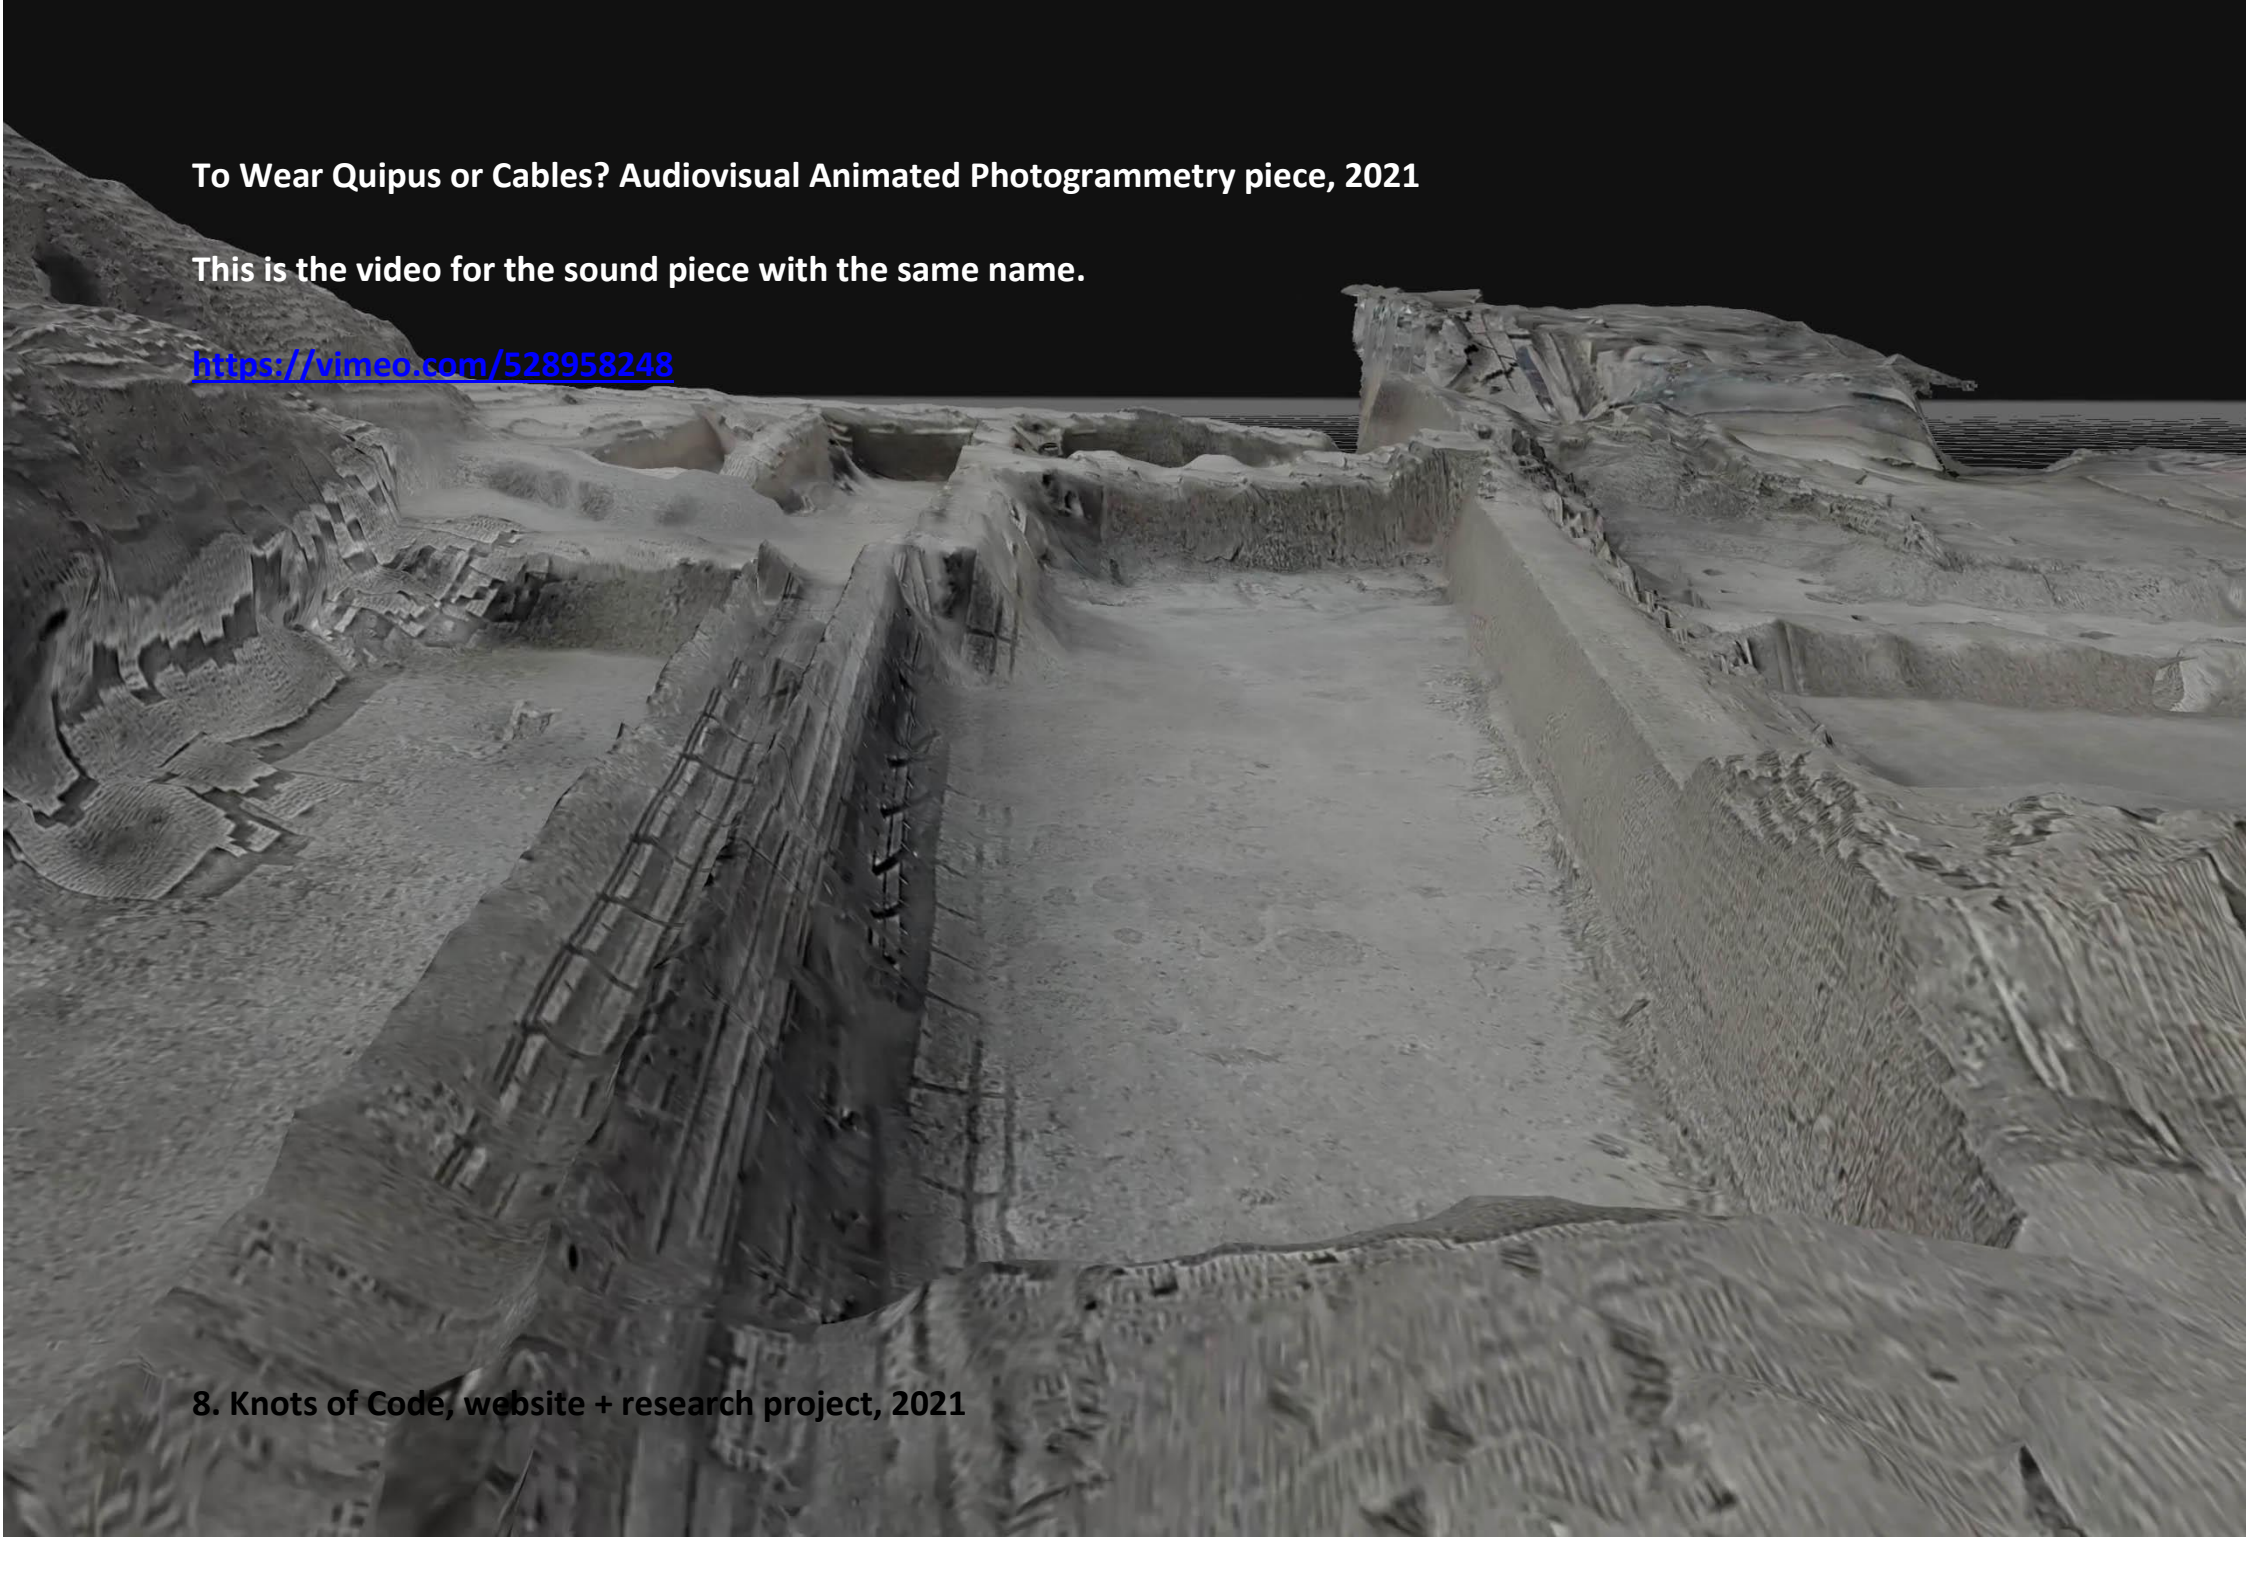 To Wear Quipus or Cables? Audiovisual Animated Photogrammetry piece, 2021
This is the video for the sound piece with the same name.
https://vimeo.com/528958248
8. Knots of Code, website + research project, 2021